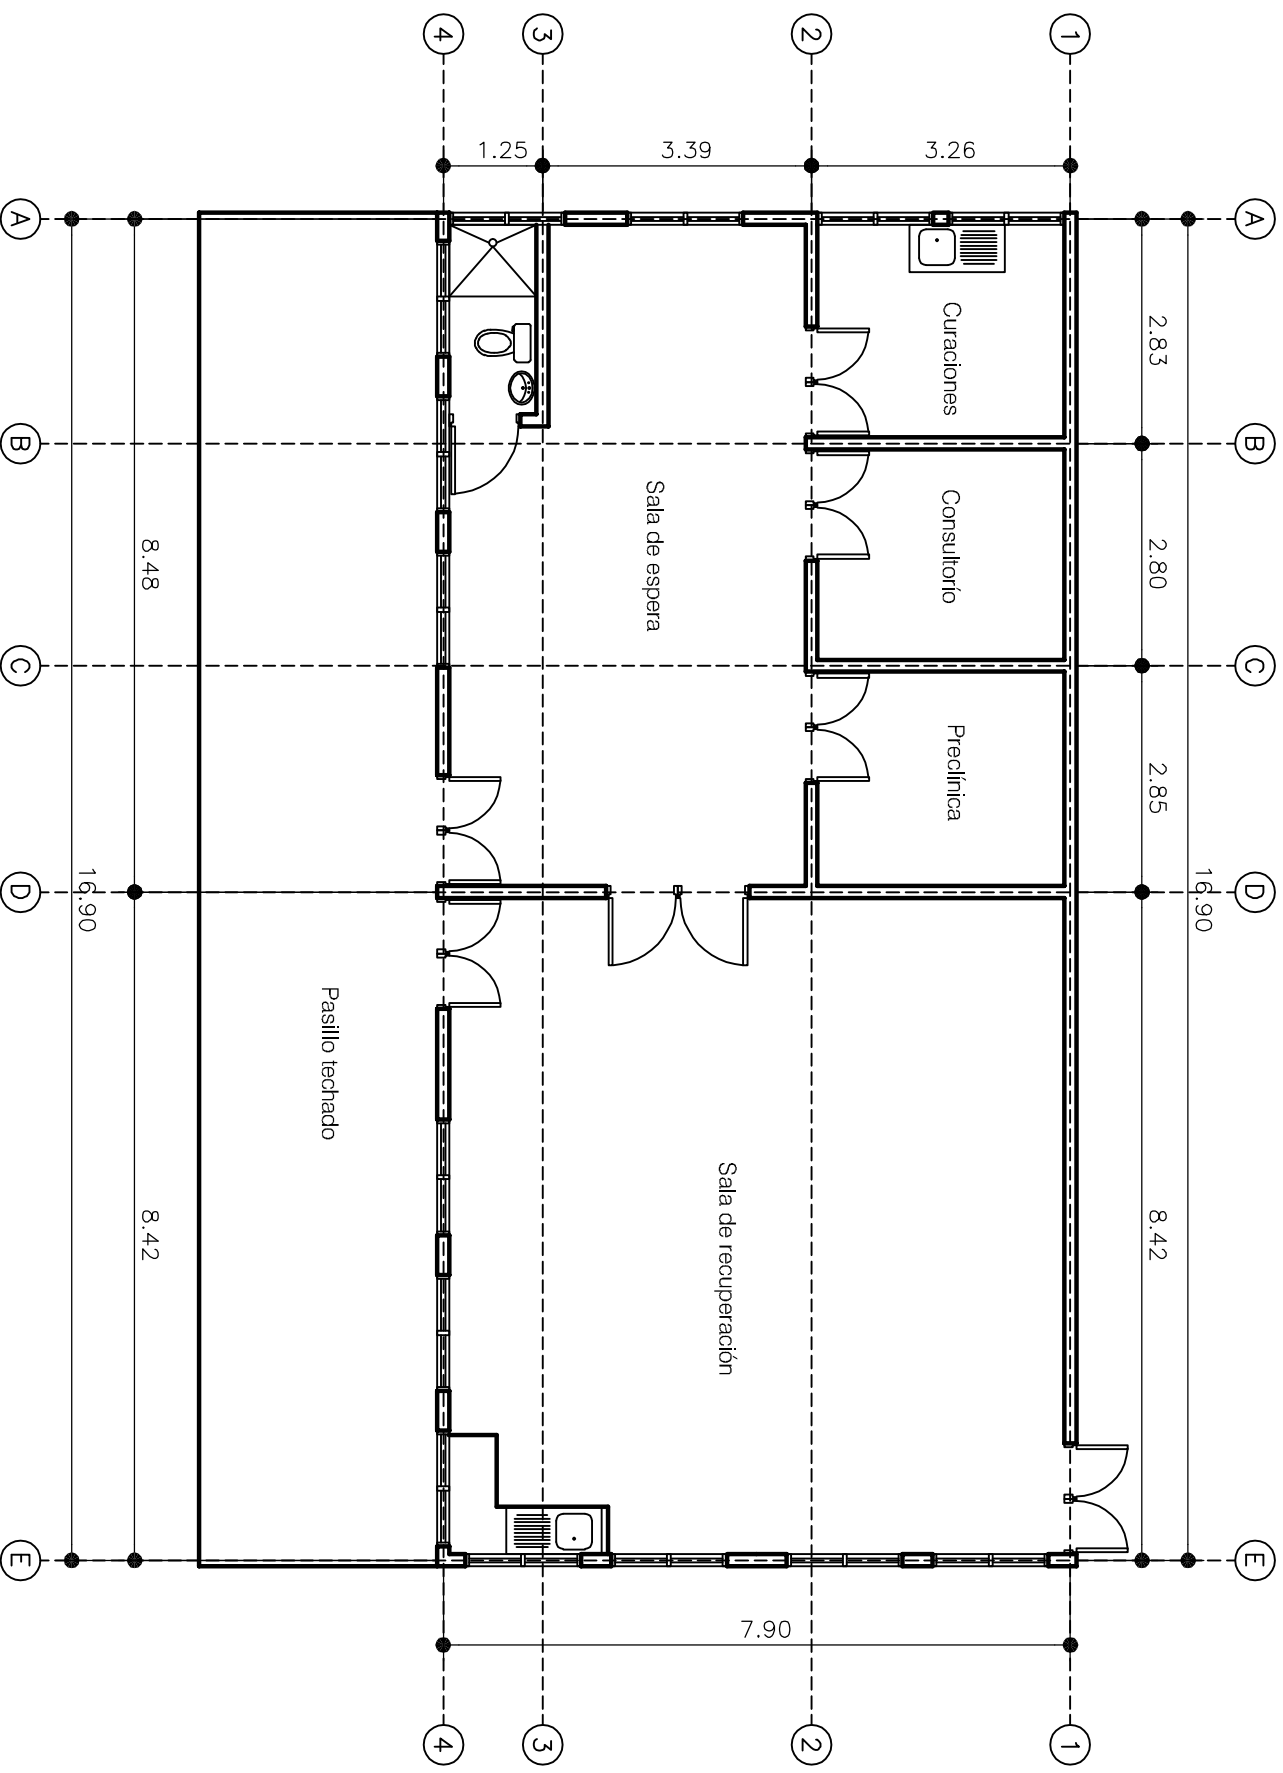 1
2
3
4
A
B
C
D
E
16.90
2.83
2.80
2.85
8.42
3.26
3.39
1.25
Curaciones
Consultorío
Preclínica
Sala de espera
Sala de recuperación
Pasillo techado
7.90
8.48
8.42
16.90
A
B
C
D
E
1
2
3
4